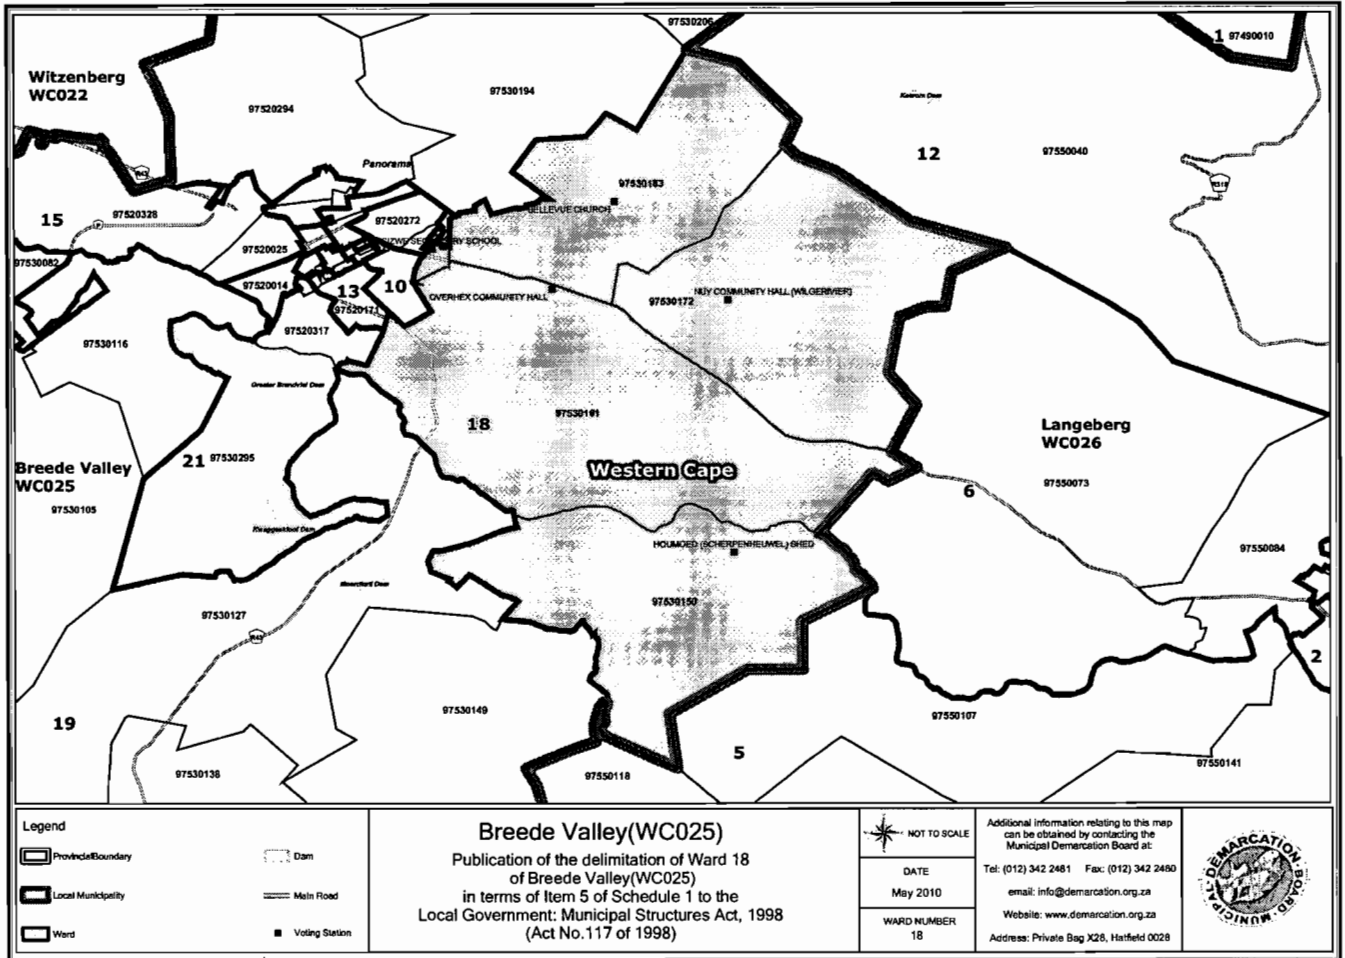 97530206
1 97490010
Witzenberg
WC022
97520294
97530194
12
97550040
Panorama
97530183
15
97520328
97520272
BELLEVUE CHURCH
SECONDARY SCHOOL
97520025
97530082
97520014
13
10
OVERHEX COMMUNITY HALL
97530172
NUY COMMUNITY HALL (WILGERIVIER)
97520171
97520317
97530116
Greater Brandvlei Dam
18
97530191
Langeberg
WC026
21 97530295
Breede Valley
WC025
Western Cape
97550073
6
97530105
Kwaggaskloof Dam
HOUMOED (SCHERPENHEUWEL) SHED
97550084
97530127
97530150
R43
2
19
97530149
97550107
5
97530138
97550118
97550141
Legend
Provincial Boundary
Dam
Local Municipality
Main Road
Ward
Voting Station
Breede Valley(WC025)
Publication of the delimitation of Ward 18
of Breede Valley(WC025)
in terms of Item 5 of Schedule 1 to the
Local Government: Municipal Structures Act, 1998
(Act No.117 of 1998)
NOT TO SCALE
DATE
May 2010
WARD NUMBER
18
Additional information relating to this map
can be obtained by contacting the
Municipal Demarcation Board at:
Tel: (012) 342 2481 Fax: (012) 342 2480
email: info@demarcation.org.za
Website: www.demarcation.org.za
Address: Private Bag X28, Hatfield 0028
MUNICIPAL DEMARCATION BOARD